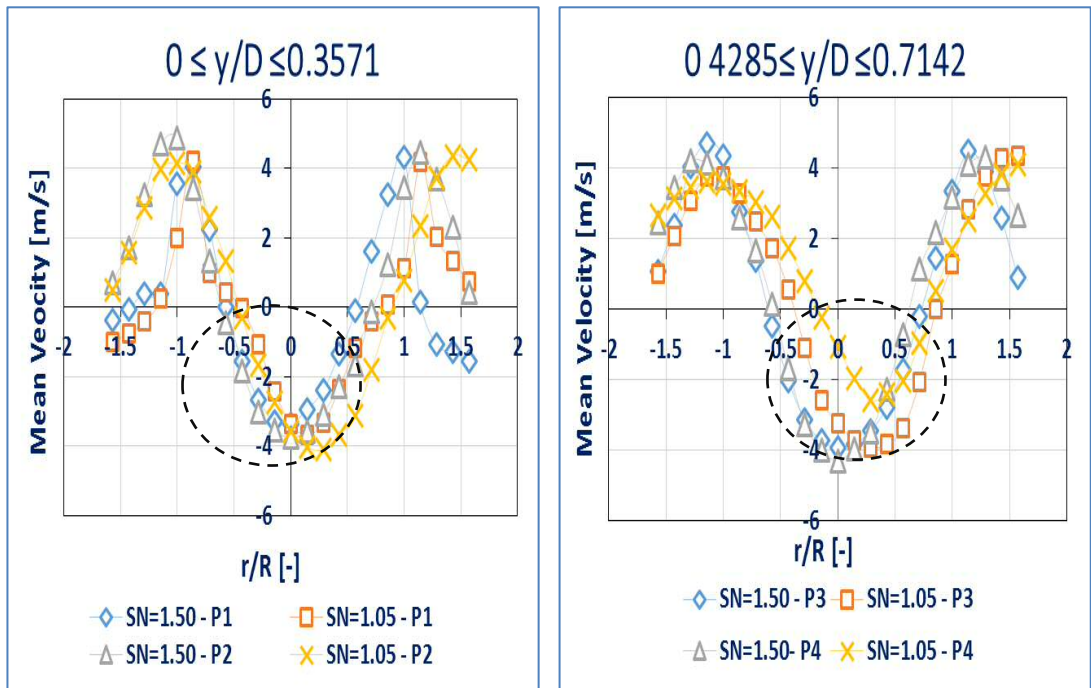 0 ≤ y/D ≤0.3571
Mean Veocity [m/s]
6
4
2
0
-2
-4
-6
-2
-1.5
-1
-0.5
0
0.5
1
1.5
2
r/R [-]
SN=1.50 - P1
SN=1.05 - P1
SN=1.50 - P2
SN=1.05 - P2
0 4285≤ y/D ≤0.7142
Mean Velocity [m/s]
6
4
2
0
-2
-4
-6
-2
-1.5
-1
-0.5
0
0.5
1
1.5
2
r/R [-]
SN=1.50 - P3
SN=1.05 - P3
SN=1.50- P4
SN=1.05 - P4